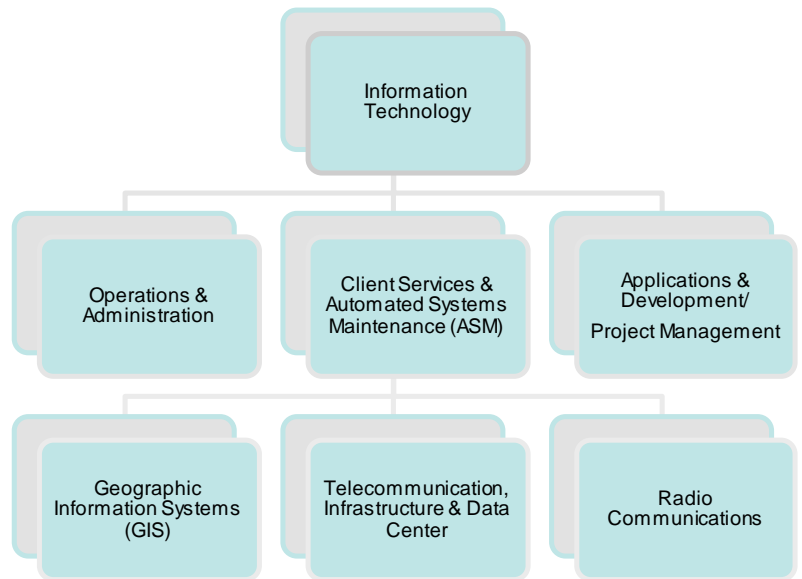 Information
Technology
Operations &
Administration
Client Services &
Automated Systems
Maintenance (ASM)
Applications &
Development/
Project Management
Geographic
Information Systems
(GIS)
Telecommunication,
Infrastructure & Data
Center
Radio
Communications